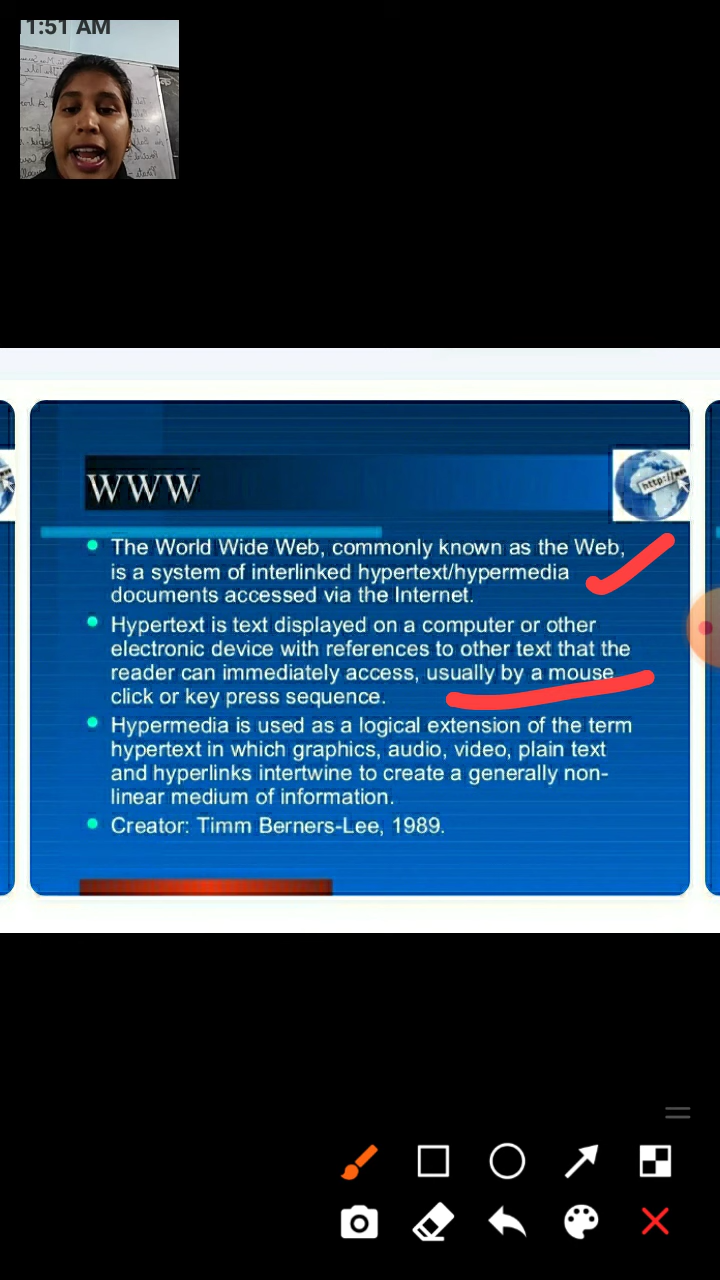 1:51 AM
WWW
http://ww
• The World Wide Web, commonly known as the Web,
is a system of interlinked hypertext/hypermedia
documents accessed via the Internet.
• Hypertext is text displayed on a computer or other
electronic device with references to other text that the
reader can immediately access, usually by a mouse
click or key press sequence.
• Hypermedia is used as a logical extension of the term
hypertext in which graphics, audio, video, plain text
and hyperlinks intertwine to create a generally non-
linear medium of information.
• Creator: Timm Berners-Lee, 1989.